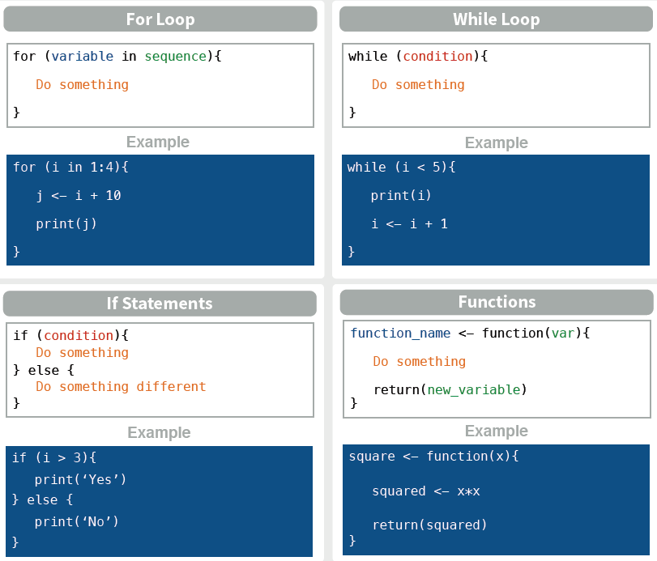 For Loop
for (variable in sequence){
Do something
}
Example
for (i in 1:4){
j <- i + 10
print(j)
}
While Loop
while (condition){
Do something
}
Example
while (i < 5){
print(i)
i <- i + 1
}
If Statements
if (condition){
Do something
} else {
Do something different
}
Example
if (i > 3){
print(‘Yes’)
} else {
print(‘No’)
}
Functions
function_name <- function(var){
Do something
return(new_variable)
}
Example
square <- function(x){
squared <- x*x
return(squared)
}